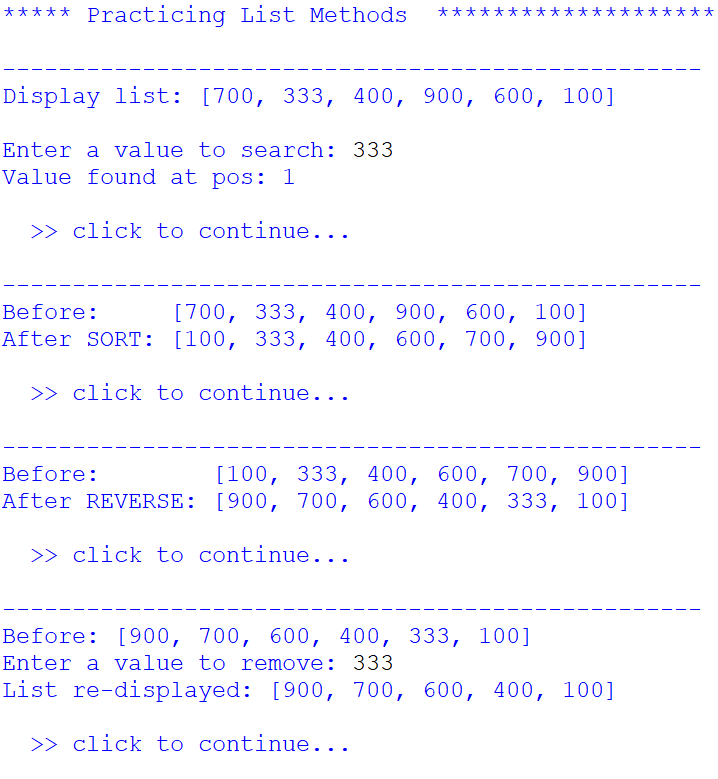 ***** Practicing List Methods  ********************
--------------------------------------------------
Display list: [700, 333, 400, 900, 600, 100]
Enter a value to search: 333
Value found at pos: 1
  >> click to continue...
--------------------------------------------------
Before:     [700, 333, 400, 900, 600, 100]
After SORT: [100, 333, 400, 600, 700, 900]
  >> click to continue...
--------------------------------------------------
Before:        [100, 333, 400, 600, 700, 900]
After REVERSE: [900, 700, 600, 400, 333, 100]
  >> click to continue...
--------------------------------------------------
Before: [900, 700, 600, 400, 333, 100]
Enter a value to remove: 333
List re-displayed: [900, 700, 600, 400, 100]
  >> click to continue...